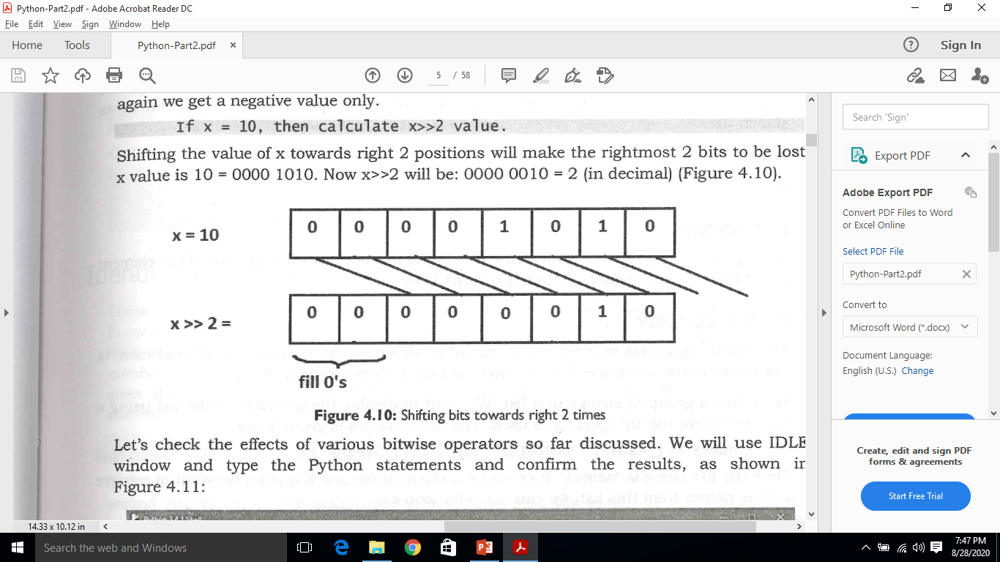 Python-Part2.pdf - Adobe Acrobat Reader DC
File Edit View Sign Window Help
Home Tools Python-Part2.pdf × Sign In
5 / 58
again we get a negative value only.
If x = 10, then calculate x>>2 value.
Shifting the value of x towards right 2 positions will make the rightmost 2 bits to be lost
x value is 10 = 0000 1010. Now x>>2 will be: 0000 0010 = 2 (in decimal) (Figure 4.10).
x = 10 0 0 0 0 1 0 1 0
x >> 2 = 0 0 0 0 0 0 1 0
fill 0's
Figure 4.10: Shifting bits towards right 2 times
Let's check the effects of various bitwise operators so far discussed. We will use IDLE
window and type the Python statements and confirm the results, as shown in
Figure 4.11:
Python 3.4.1 Shell
14.33 x 10.12 in
Search 'Sign'
Export PDF
Adobe Export PDF
Convert PDF Files to Word
or Excel Online
Select PDF File
Python-Part2.pdf
Convert to
Microsoft Word (*.docx)
Document Language:
English (U.S.) Change
Create, edit and sign PDF
forms & agreements
Start Free Trial
Search the web and Windows
7:47 PM
8/28/2020